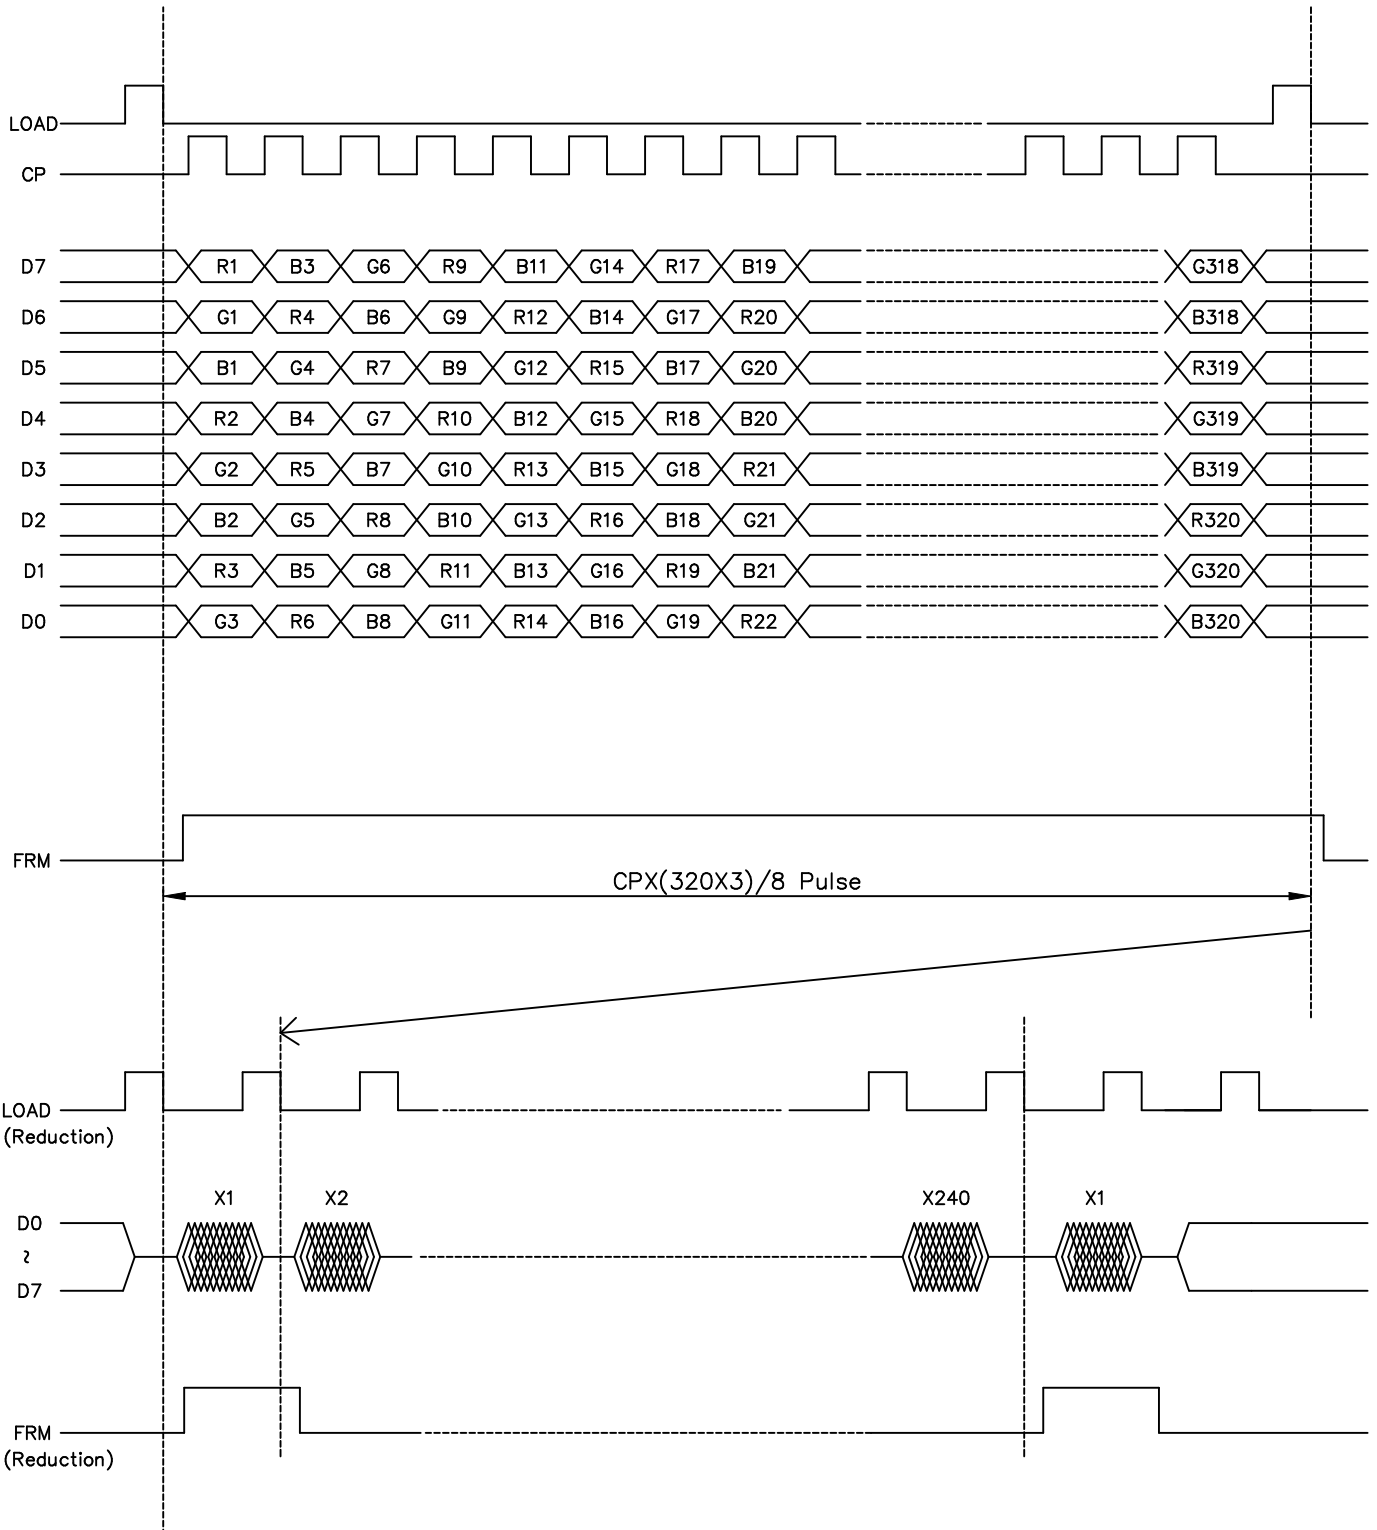 LOAD
CP
D7 R1 B3 G6 R9 B11 G14 R17 B19 G318
D6 G1 R4 B6 G9 R12 B14 G17 R20 B318
D5 B1 G4 R7 B9 G12 R15 B17 G20 R319
D4 R2 B4 G7 R10 B12 G15 R18 B20 G319
D3 G2 R5 B7 G10 R13 B15 G18 R21 B319
D2 B2 G5 R8 B10 G13 R16 B18 G21 R320
D1 R3 B5 G8 R11 B13 G16 R19 B21 G320
D0 G3 R6 B8 G11 R14 B16 G19 R22 B320
FRM
CPX(320X3)/8 Pulse
LOAD
(Reduction)
X1 X2 X240 X1
D0
~
D7
FRM
(Reduction)